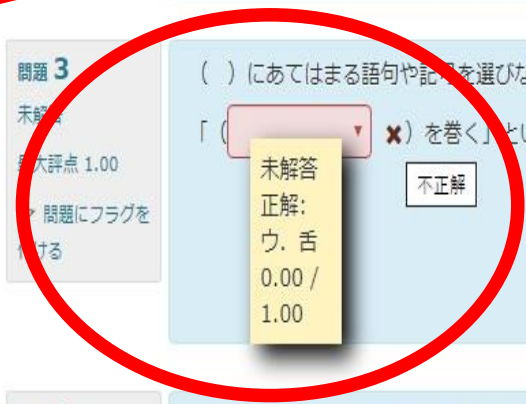 問題 3
未解答
最大評点 1.00
問題にフラグを
付ける
( ) にあてはまる語句や記号を選びな
「 ( ✖) を巻く」とい
未解答
正解:
ウ. 舌
0.00 /
1.00
不正解